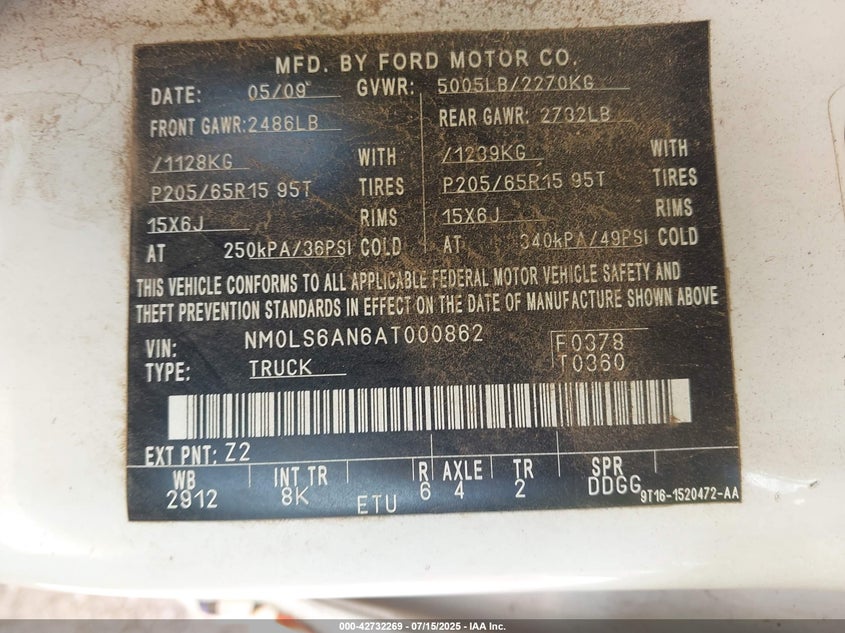 MFD. BY FORD MOTOR CO.
DATE: 05/09 GVWR: 5005LB/2270KG
FRONT GAWR: 2486LB REAR GAWR: 2732LB
/1128KG WITH /1239KG WITH
P205/65R15 95T TIRES P205/65R15 95T TIRES
15X6J RIMS 15X6J RIMS
AT 250kPA/36PSI COLD AT 340kPA/49PSI COLD
THIS VEHICLE CONFORMS TO ALL APPLICABLE FEDERAL MOTOR VEHICLE SAFETY AND
THEFT PREVENTION STANDARDS IN EFFECT ON THE DATE OF MANUFACTURE SHOWN ABOVE
VIN: NM0LS6AN6AT000862 F0378
TYPE: TRUCK T0360
EXT PNT: Z2
WB INT TR R AXLE TR SPR
2912 8K ETU 6 4 2 DDGG 9T16-1520472-AA
000-42732269 - 07/15/2025 - IAA Inc.